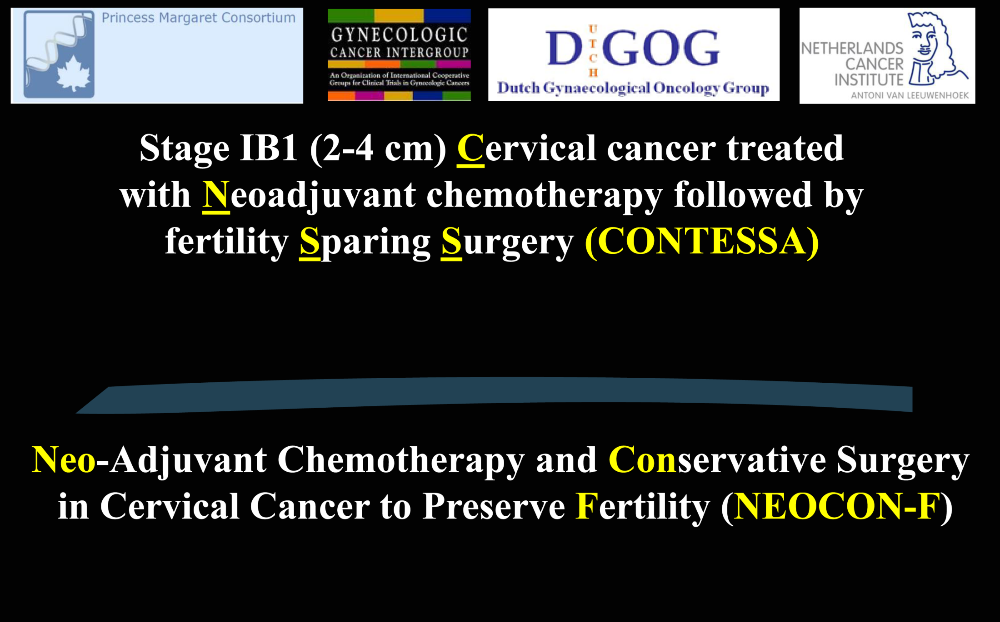 Princess Margaret Consortium
GYNECOLOGIC
CANCER INTERGROUP
An Organization of International Cooperative
Groups for Clinical Trials in Gynecologic Cancers
DUTCH GOG
Dutch Gynaecological Oncology Group
NETHERLANDS
CANCER
INSTITUTE
ANTONI VAN LEEUWENHOEK
Stage IB1 (2-4 cm) Cervical cancer treated
with Neoadjuvant chemotherapy followed by
fertility Sparing Surgery (CONTESSA)
Neo-Adjuvant Chemotherapy and Conservative Surgery
in Cervical Cancer to Preserve Fertility (NEOCON-F)